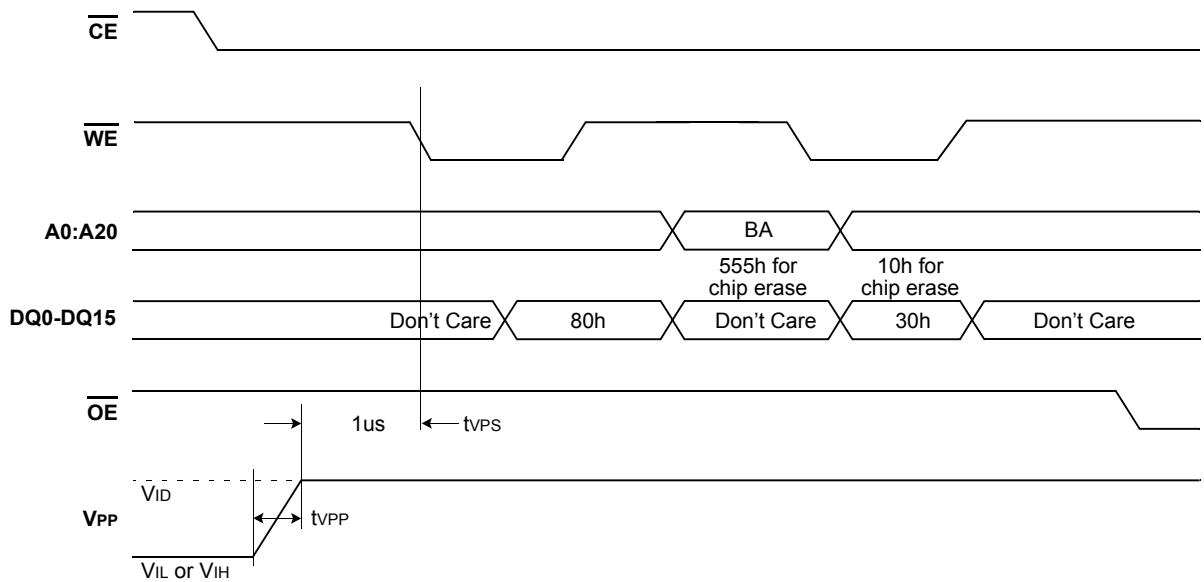 CE
WE
A0:A20
BA
555h for
chip erase
10h for
chip erase
DQ0-DQ15
Don't Care
80h
Don't Care
30h
Don't Care
OE
1us
tVPS
VID
VPP
tVPP
VIL or VIH